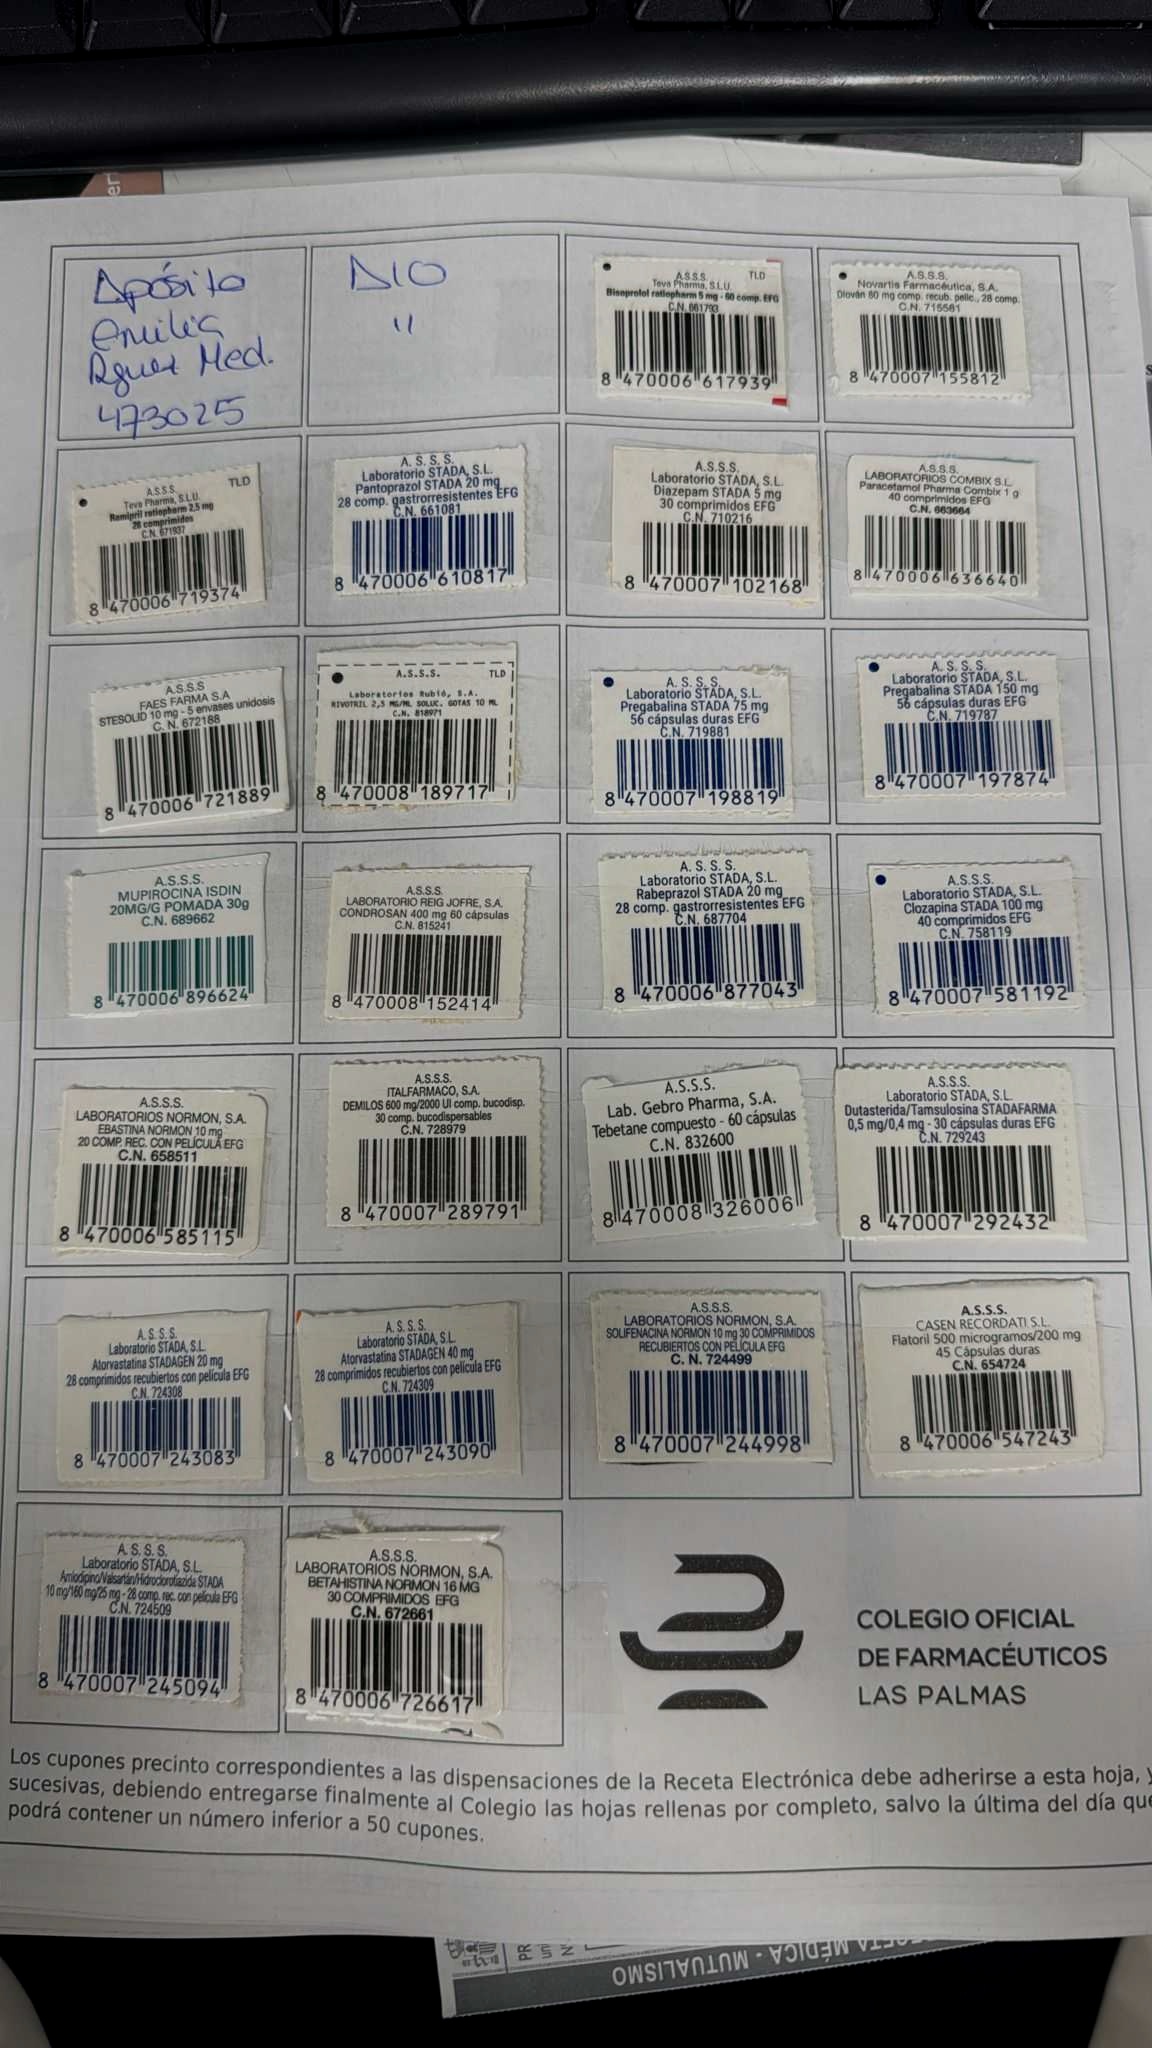 Apósito
emilia
Med.
473025
D10
"
A.S.S.S. TLD
Teva Pharma, S.L.U.
Bisoprolol ratiopharm 5 mg - 60 comp. EFG
C.N. 661793
8 470006 617939
A.S.S.S.
Novartis Farmacéutica, S.A.
Diován 80 mg comp. recub. pelic., 28 comp.
C.N. 715581
8 470007 155812
A.S.S.S. TLD
Teva Pharma, S.L.U.
Ramipril ratiopharm 2,5 mg
28 comprimidos
C.N. 671937
8 470006 719374
A. S. S. S.
Laboratorio STADA, S.L.
Pantoprazol STADA 20 mg
28 comp. gastrorresistentes EFG
C.N. 661081
8 470006 610817
A.S.S.S.
Laboratorio STADA, S.L.
Diazepam STADA 5 mg
30 comprimidos EFG
C.N. 710216
8 470007 102168
A.S.S.S.
LABORATORIOS COMBIX S.L.
Paracetamol Pharma Combix 1 g
40 comprimidos EFG
C.N. 663664
8 470006 636640
A.S.S.S
FAES FARMA S.A
STESOLID 10 mg - 5 envases unidosis
C. N. 672188
8 470006 721889
A.S.S.S. TLD
Laboratorios Rubió, S.A.
RIVOTRIL 2,5 MG/ML SOLUC. GOTAS 10 ML
C.N. 818971
8 470008 189717
A. S. S. S.
Laboratorio STADA, S.L.
Pregabalina STADA 75 mg
56 cápsulas duras EFG
C.N. 719881
8 470007 198819
A. S. S. S.
Laboratorio STADA, S.L.
Pregabalina STADA 150 mg
56 cápsulas duras EFG
C.N. 719787
8 470007 197874
A.S.S.S.
MUPIROCINA ISDIN
20MG/G POMADA 30g
C.N. 689662
8 470006 896624
A.S.S.S.
LABORATORIO REIG JOFRE, S.A.
CONDROSAN 400 mg 60 cápsulas
C.N. 815241
8 470008 152414
A. S. S. S.
Laboratorio STADA, S.L.
Rabeprazol STADA 20 mg
28 comp. gastrorresistentes EFG
C.N. 687704
8 470006 877043
A.S.S.S.
Laboratorio STADA, S.L.
Clozapina STADA 100 mg
40 comprimidos EFG
C.N. 758119
8 470007 581192
A.S.S.S.
LABORATORIOS NORMON, S.A.
EBASTINA NORMON 10 mg
20 COMP. REC. CON PELÍCULA EFG
C.N. 658511
8 470006 585115
A.S.S.S.
ITALFARMACO, S.A.
DEMILOS 600 mg/2000 UI comp. bucodisp.
30 comp. bucodispersables
C.N. 728979
8 470007 289791
A.S.S.S.
Lab. Gebro Pharma, S.A.
Tebetane compuesto - 60 cápsulas
C.N. 832600
8 470008 326006
A.S.S.S.
Laboratorio STADA, S.L.
Dutasterida/Tamsulosina STADAFARMA
0,5 mg/0,4 mg - 30 cápsulas duras EFG
C.N. 729243
8 470007 292432
A. S. S. S.
Laboratorio STADA, S.L.
Atorvastatina STADAGEN 20 mg
28 comprimidos recubiertos con película EFG
C.N. 724308
8 470007 243083
A. S. S. S.
Laboratorio STADA, S.L.
Atorvastatina STADAGEN 40 mg
28 comprimidos recubiertos con película EFG
C.N. 724309
8 470007 243090
A.S.S.S.
LABORATORIOS NORMON, S.A.
SOLIFENACINA NORMON 10 mg 30 COMPRIMIDOS
RECUBIERTOS CON PELÍCULA EFG
C. N. 724499
8 470007 244998
A.S.S.S.
CASEN RECORDATI S.L.
Flatoril 500 microgramos/200 mg
45 Cápsulas duras
C.N. 654724
8 470006 547243
A. S. S. S.
Laboratorio STADA, S.L.
Amlodipino/Valsartán/Hidroclorotiazida STADA
10 mg/160 mg/25 mg - 28 comp. rec. con película EFG
C.N. 724509
8 470007 245094
A.S.S.S.
LABORATORIOS NORMON, S.A.
BETAHISTINA NORMON 16 MG
30 COMPRIMIDOS EFG
C.N. 672661
8 470006 726617
COLEGIO OFICIAL
DE FARMACÉUTICOS
LAS PALMAS
Los cupones precinto correspondientes a las dispensaciones de la Receta Electrónica debe adherirse a esta hoja, y
sucesivas, debiendo entregarse finalmente al Colegio las hojas rellenas por completo, salvo la última del día que
podrá contener un número inferior a 50 cupones.
RECETA MÉDICA - MUTUALISMO